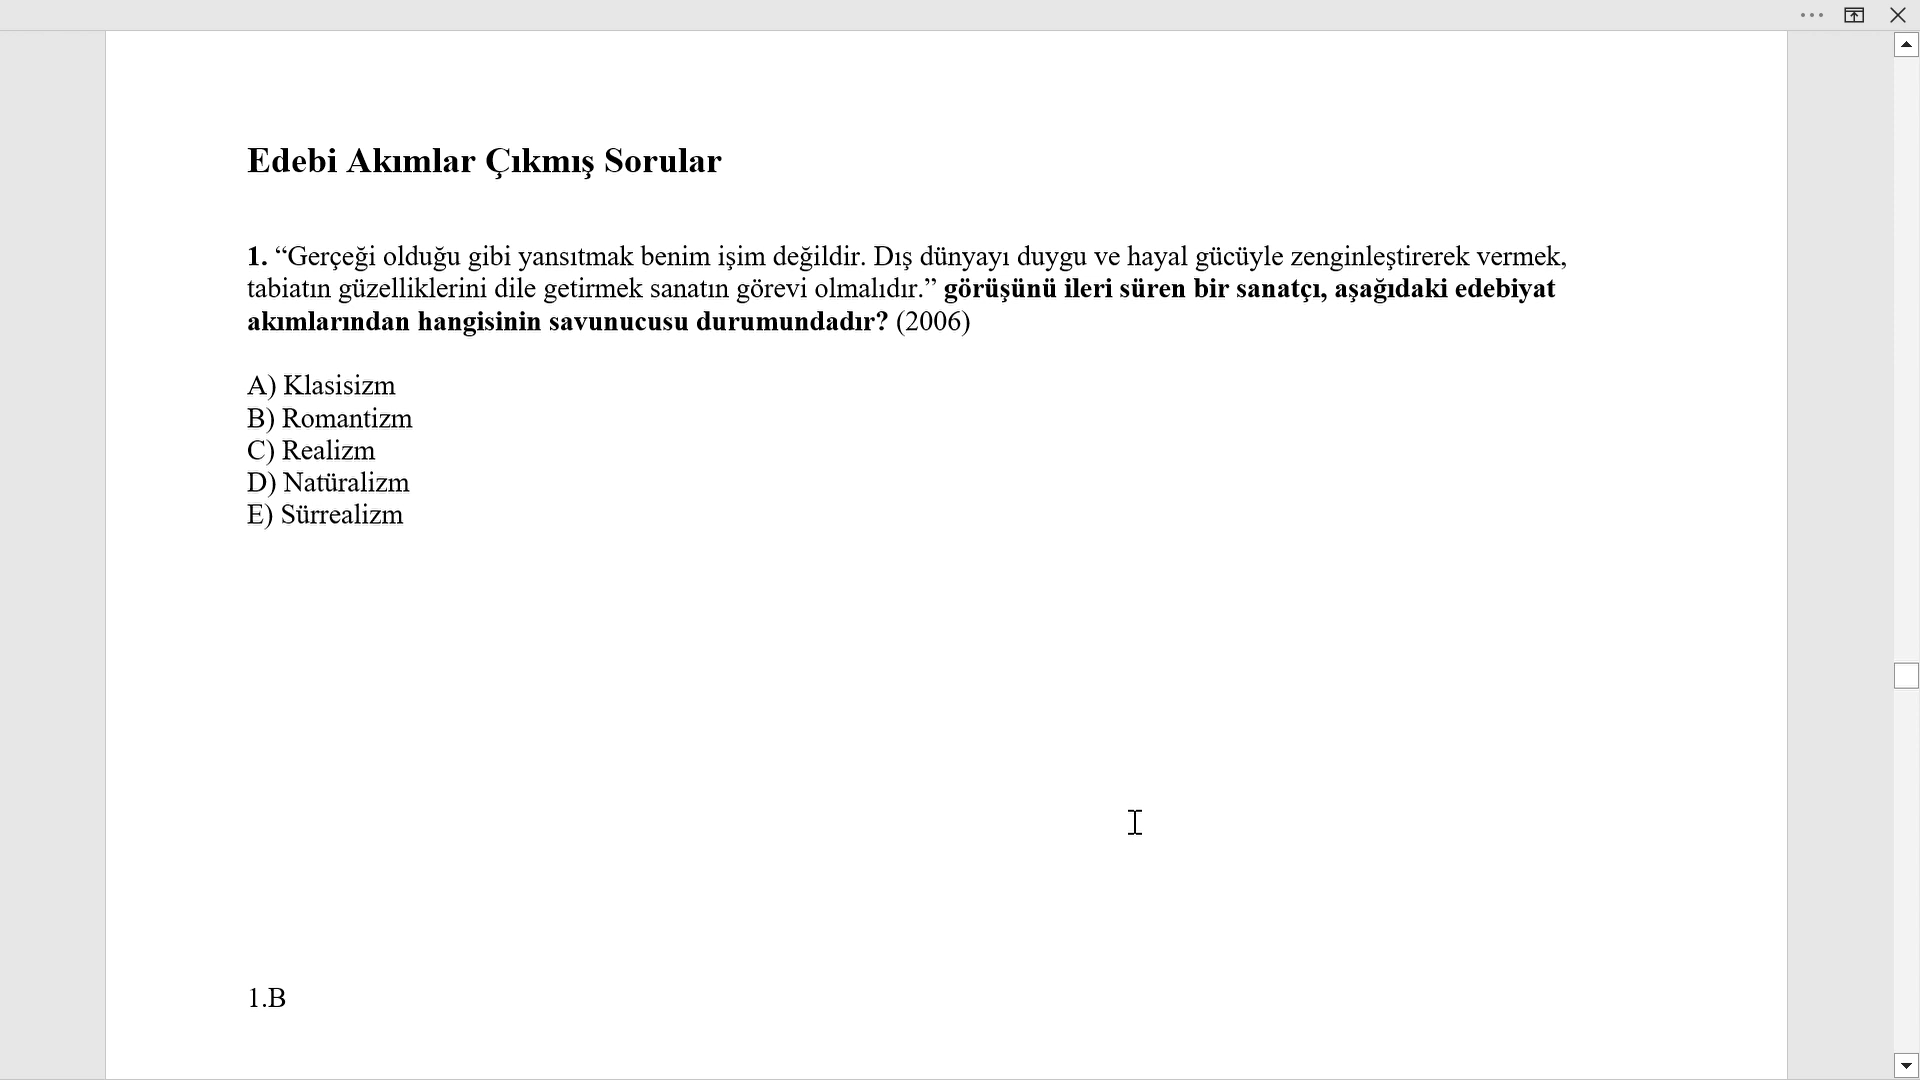 Edebi Akımlar Çıkmış Sorular
1. “Gerçeği olduğu gibi yansıtmak benim işim değildir. Dış dünyayı duygu ve hayal gücüyle zenginleştirerek vermek,
tabiatın güzelliklerini dile getirmek sanatın görevi olmalıdır.” görüşünü ileri süren bir sanatçı, aşağıdaki edebiyat
akımlarından hangisinin savunucusu durumundadır? (2006)
A) Klasisizm
B) Romantizm
C) Realizm
D) Natüralizm
E) Sürrealizm
1.B